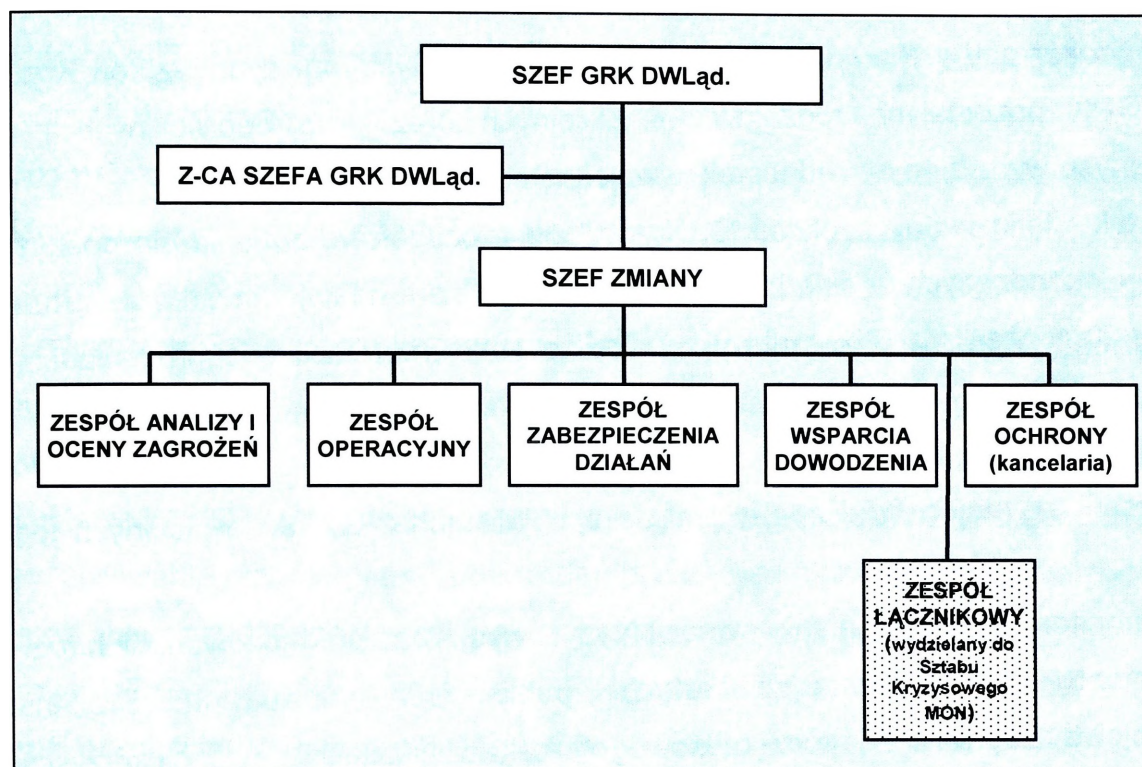 SZEF GRK DWLąd.
Z-CA SZEFA GRK DWLąd.
SZEF ZMIANY
ZESPÓŁ ANALIZY I
OCENY ZAGROŻEŃ
ZESPÓŁ
OPERACYJNY
ZESPÓŁ
ZABEZPIECZENIA
DZIAŁAŃ
ZESPÓŁ
WSPARCIA
DOWODZENIA
ZESPÓŁ
OCHRONY
(kancelaria)
ZESPÓŁ
ŁĄCZNIKOWY
(wydzielany do
Sztabu
Kryzysowego
MON)